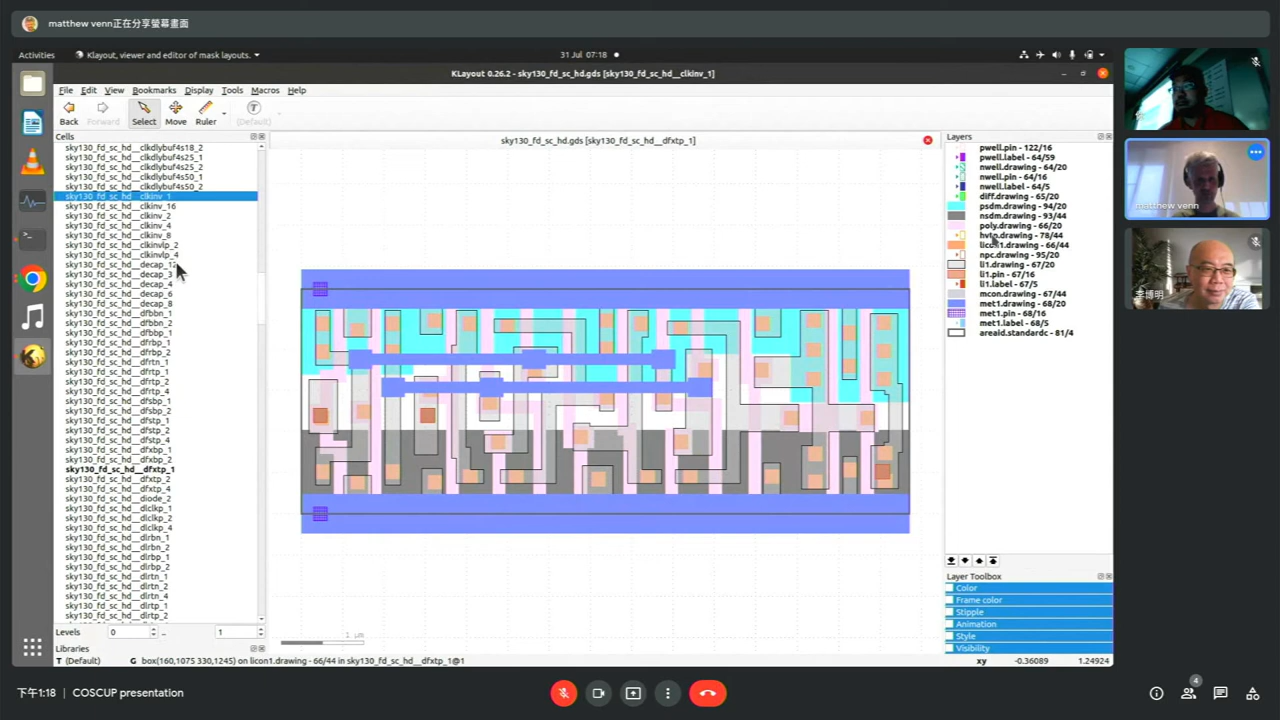 matthew venn正在分享螢幕畫面
Activities
Klayout, viewer and editor of mask layouts.
31 Jul 07:18
KLayout 0.26.2 - sky130_fd_sc_hd.gds [sky130_fd_sc_hd__clkinv_1]
File Edit View Bookmarks Display Tools Macros Help
Back Forward Select Move Ruler (Default)
Cells
sky130_fd_sc_hd.gds [sky130_fd_sc_hd__dfxtp_1]
Layers
sky130_fd_sc_hd__clkdlybuf4s18_2
sky130_fd_sc_hd__clkdlybuf4s25_1
sky130_fd_sc_hd__clkdlybuf4s25_2
sky130_fd_sc_hd__clkdlybuf4s50_1
sky130_fd_sc_hd__clkdlybuf4s50_2
sky130_fd_sc_hd__clkinv_1
sky130_fd_sc_hd__clkinv_16
sky130_fd_sc_hd__clkinv_2
sky130_fd_sc_hd__clkinv_4
sky130_fd_sc_hd__clkinv_8
sky130_fd_sc_hd__clkinvlp_2
sky130_fd_sc_hd__clkinvlp_4
sky130_fd_sc_hd__decap_12
sky130_fd_sc_hd__decap_3
sky130_fd_sc_hd__decap_4
sky130_fd_sc_hd__decap_6
sky130_fd_sc_hd__decap_8
sky130_fd_sc_hd__dfbbn_1
sky130_fd_sc_hd__dfbbn_2
sky130_fd_sc_hd__dfbbp_1
sky130_fd_sc_hd__dfrbp_1
sky130_fd_sc_hd__dfrbp_2
sky130_fd_sc_hd__dfrtn_1
sky130_fd_sc_hd__dfrtp_1
sky130_fd_sc_hd__dfrtp_2
sky130_fd_sc_hd__dfrtp_4
sky130_fd_sc_hd__dfsbp_1
sky130_fd_sc_hd__dfsbp_2
sky130_fd_sc_hd__dfstp_1
sky130_fd_sc_hd__dfstp_2
sky130_fd_sc_hd__dfstp_4
sky130_fd_sc_hd__dfxbp_1
sky130_fd_sc_hd__dfxbp_2
sky130_fd_sc_hd__dfxtp_1
sky130_fd_sc_hd__dfxtp_2
sky130_fd_sc_hd__dfxtp_4
sky130_fd_sc_hd__diode_2
sky130_fd_sc_hd__dlclkp_1
sky130_fd_sc_hd__dlclkp_2
sky130_fd_sc_hd__dlclkp_4
sky130_fd_sc_hd__dlrbn_1
sky130_fd_sc_hd__dlrbn_2
sky130_fd_sc_hd__dlrbp_1
sky130_fd_sc_hd__dlrbp_2
sky130_fd_sc_hd__dlrtn_1
sky130_fd_sc_hd__dlrtn_2
sky130_fd_sc_hd__dlrtn_4
sky130_fd_sc_hd__dlrtp_1
sky130_fd_sc_hd__dlrtp_2
pwell.pin - 122/16
pwell.label - 64/59
nwell.drawing - 64/20
nwell.pin - 64/16
nwell.label - 64/5
diff.drawing - 65/20
psdm.drawing - 94/20
nsdm.drawing - 93/44
poly.drawing - 66/20
hvtp.drawing - 78/44
licon1.drawing - 66/44
npc.drawing - 95/20
li1.drawing - 67/20
li1.pin - 67/16
li1.label - 67/5
mcon.drawing - 67/44
met1.drawing - 68/20
met1.pin - 68/16
met1.label - 68/5
areaid.standardc - 81/4
Layer Toolbox
Color
Frame color
Stipple
Animation
Style
Visibility
Levels 0 .. 1
1 µm
Libraries
T (Default) G box(160,1075 330,1245) on licon1.drawing - 66/44 in sky130_fd_sc_hd__dfxtp_1@1
xy -0.36089 1.24924
matthew venn
李博明
下午1:18 | COSCUP presentation
4